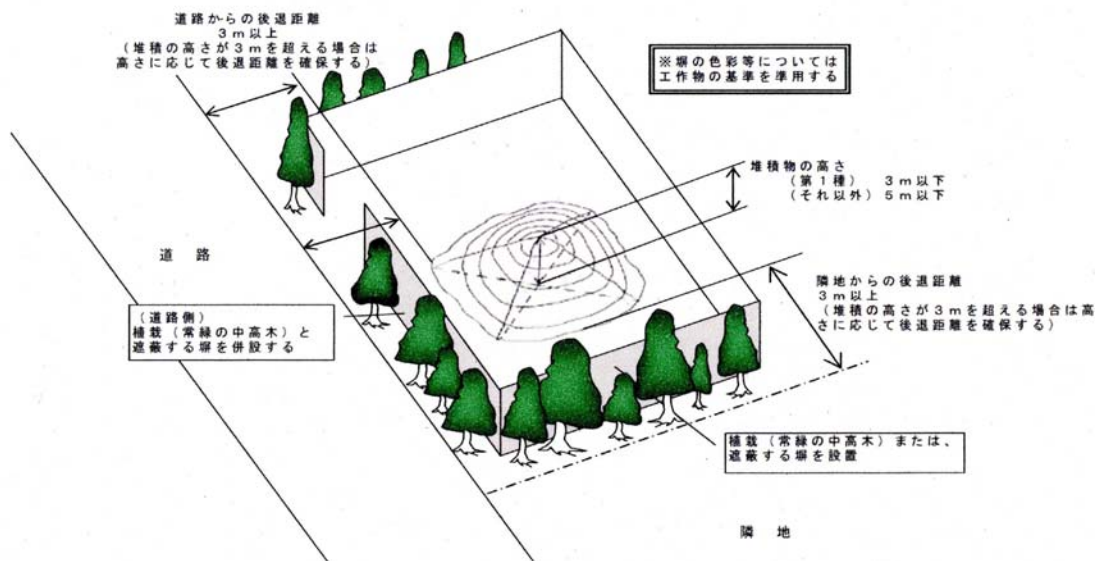 道路からの後退距離
3m以上
(堆積の高さが3mを超える場合は
高さに応じて後退距離を確保する)
※塀の色彩等については
工作物の基準を準用する
堆積物の高さ
(第1種) 3m以下
(それ以外) 5m以下
道 路
隣地からの後退距離
3m以上
(堆積の高さが3mを超える場合は高
さに応じて後退距離を確保する)
(道路側)
植栽(常緑の中高木)と
遮蔽する塀を併設する
植栽(常緑の中高木)または、
遮蔽する塀を設置
隣 地